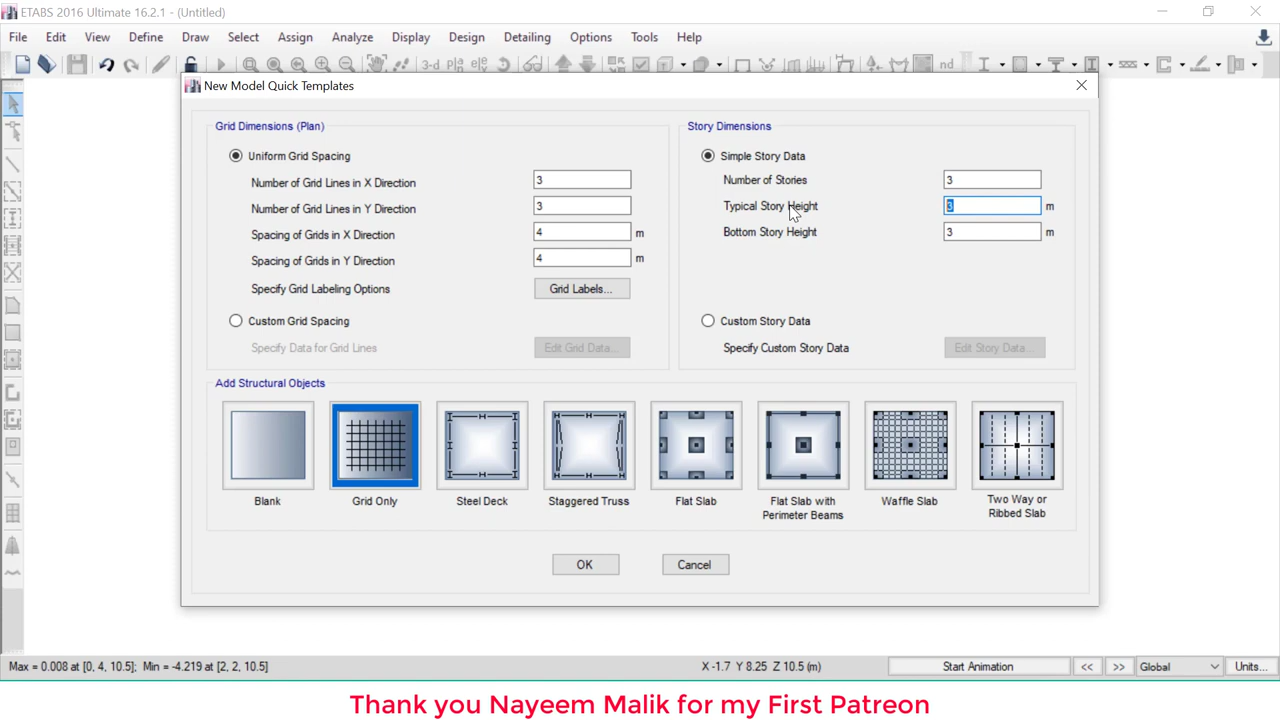 ETABS 2016 Ultimate 16.2.1 - (Untitled)
File Edit View Define Draw Select Assign Analyze Display Design Detailing Options Tools Help
3-d
nd
New Model Quick Templates
Grid Dimensions (Plan)
Uniform Grid Spacing
Number of Grid Lines in X Direction 3
Number of Grid Lines in Y Direction 3
Spacing of Grids in X Direction 4 m
Spacing of Grids in Y Direction 4 m
Specify Grid Labeling Options Grid Labels...
Custom Grid Spacing
Specify Data for Grid Lines Edit Grid Data...
Story Dimensions
Simple Story Data
Number of Stories 3
Typical Story Height 3 m
Bottom Story Height 3 m
Custom Story Data
Specify Custom Story Data Edit Story Data...
Add Structural Objects
Blank
Grid Only
Steel Deck
Staggered Truss
Flat Slab
Flat Slab with
Perimeter Beams
Waffle Slab
Two Way or
Ribbed Slab
OK Cancel
Max = 0.008 at [0, 4, 10.5]; Min = -4.219 at [2, 2, 10.5] X -1.7 Y 8.25 Z 10.5 (m) Start Animation << >> Global Units...
Thank you Nayeem Malik for my First Patreon